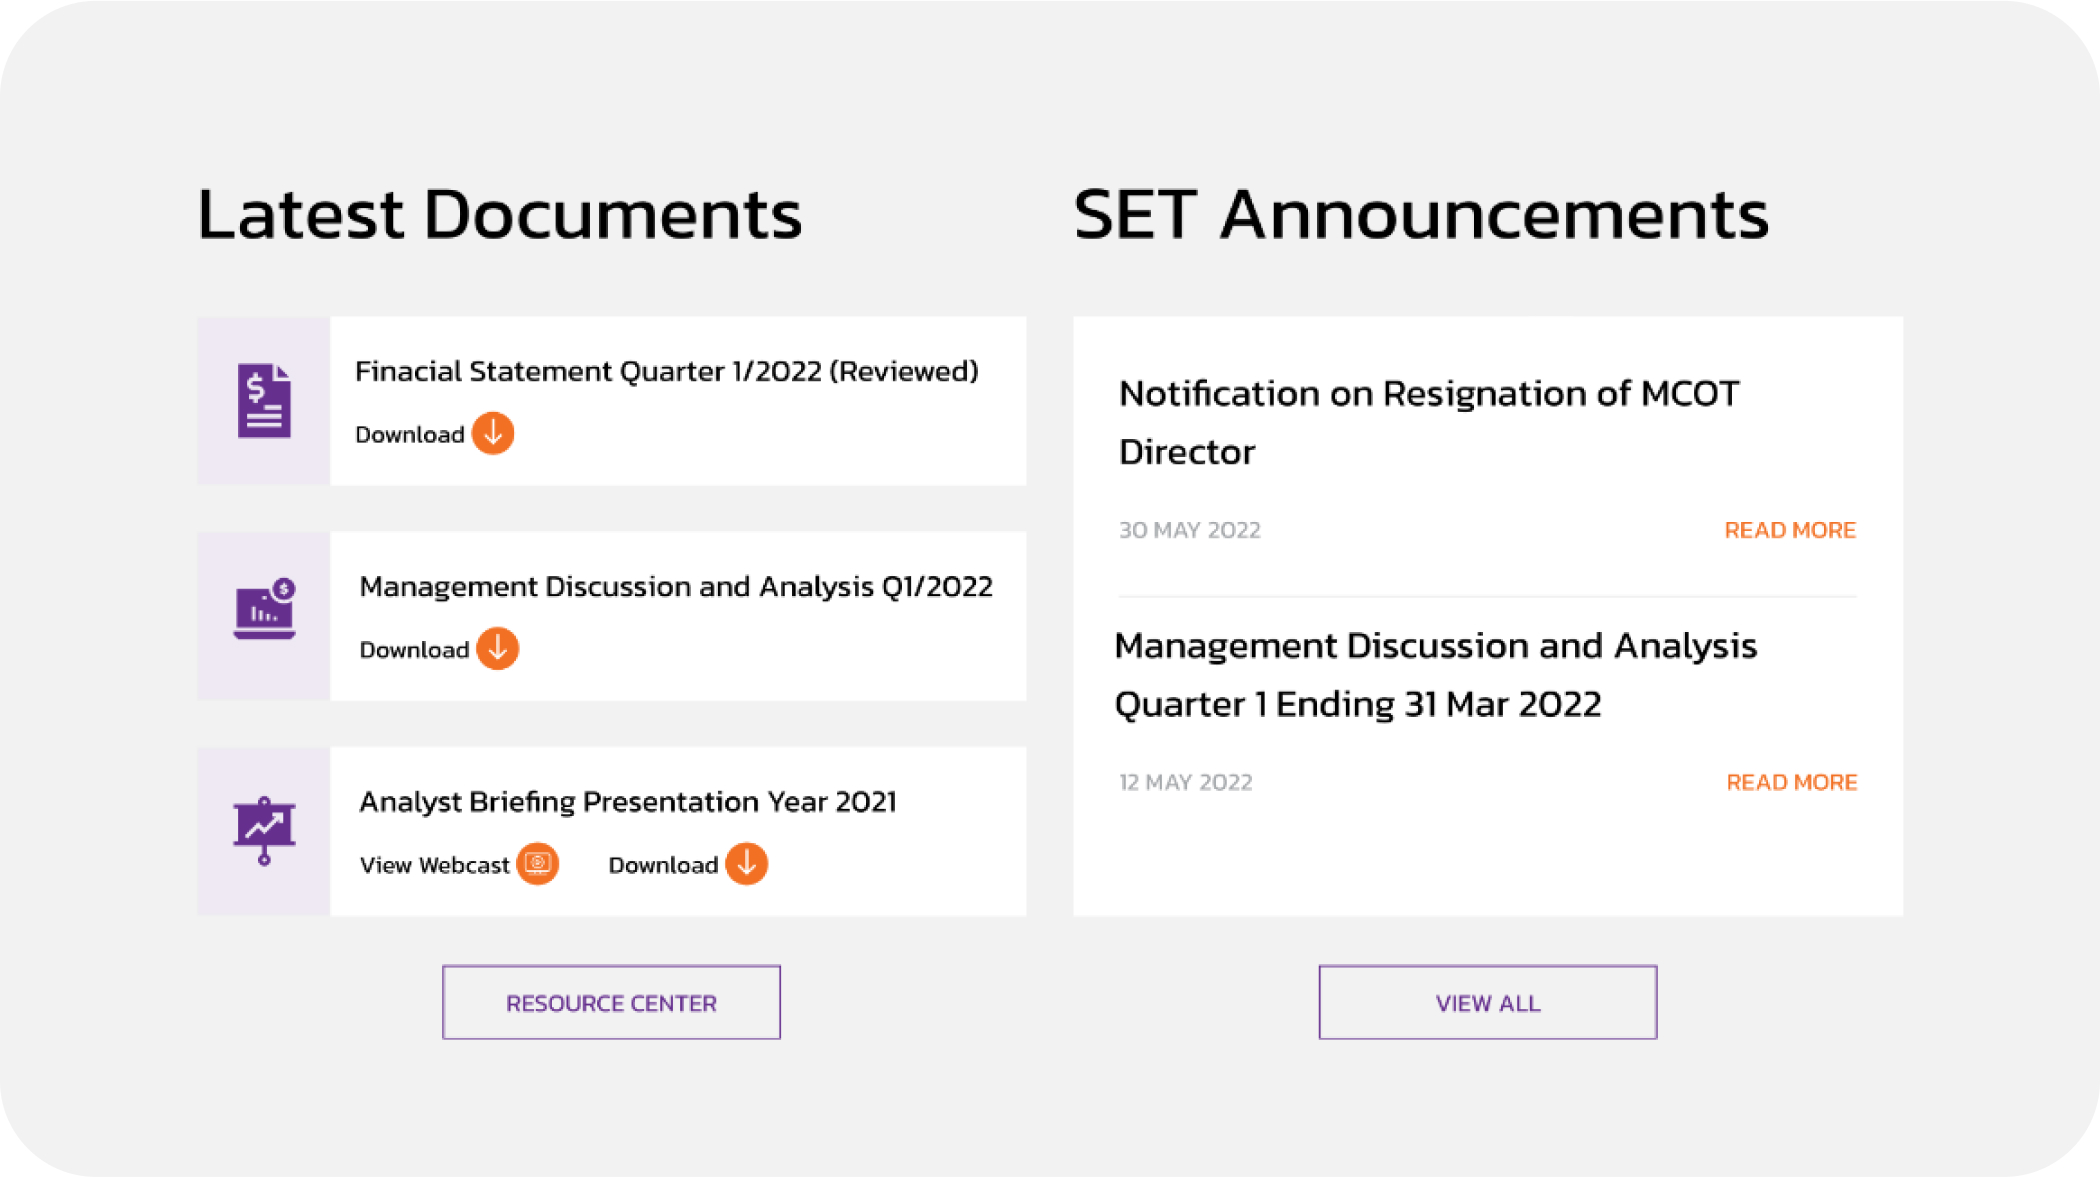 Latest Documents
Finacial Statement Quarter 1/2022 (Reviewed)
Download
Management Discussion and Analysis Q1/2022
Download
Analyst Briefing Presentation Year 2021
View Webcast Download
RESOURCE CENTER
SET Announcements
Notification on Resignation of MCOT
Director
30 MAY 2022 READ MORE
Management Discussion and Analysis
Quarter 1 Ending 31 Mar 2022
12 MAY 2022 READ MORE
VIEW ALL